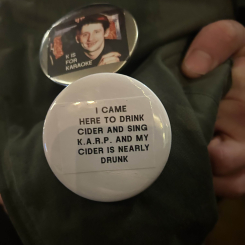 K IS
FOR
KARAOKE
I CAME
HERE TO DRINK
CIDER AND SING
K.A.R.P. AND MY
CIDER IS NEARLY
DRUNK